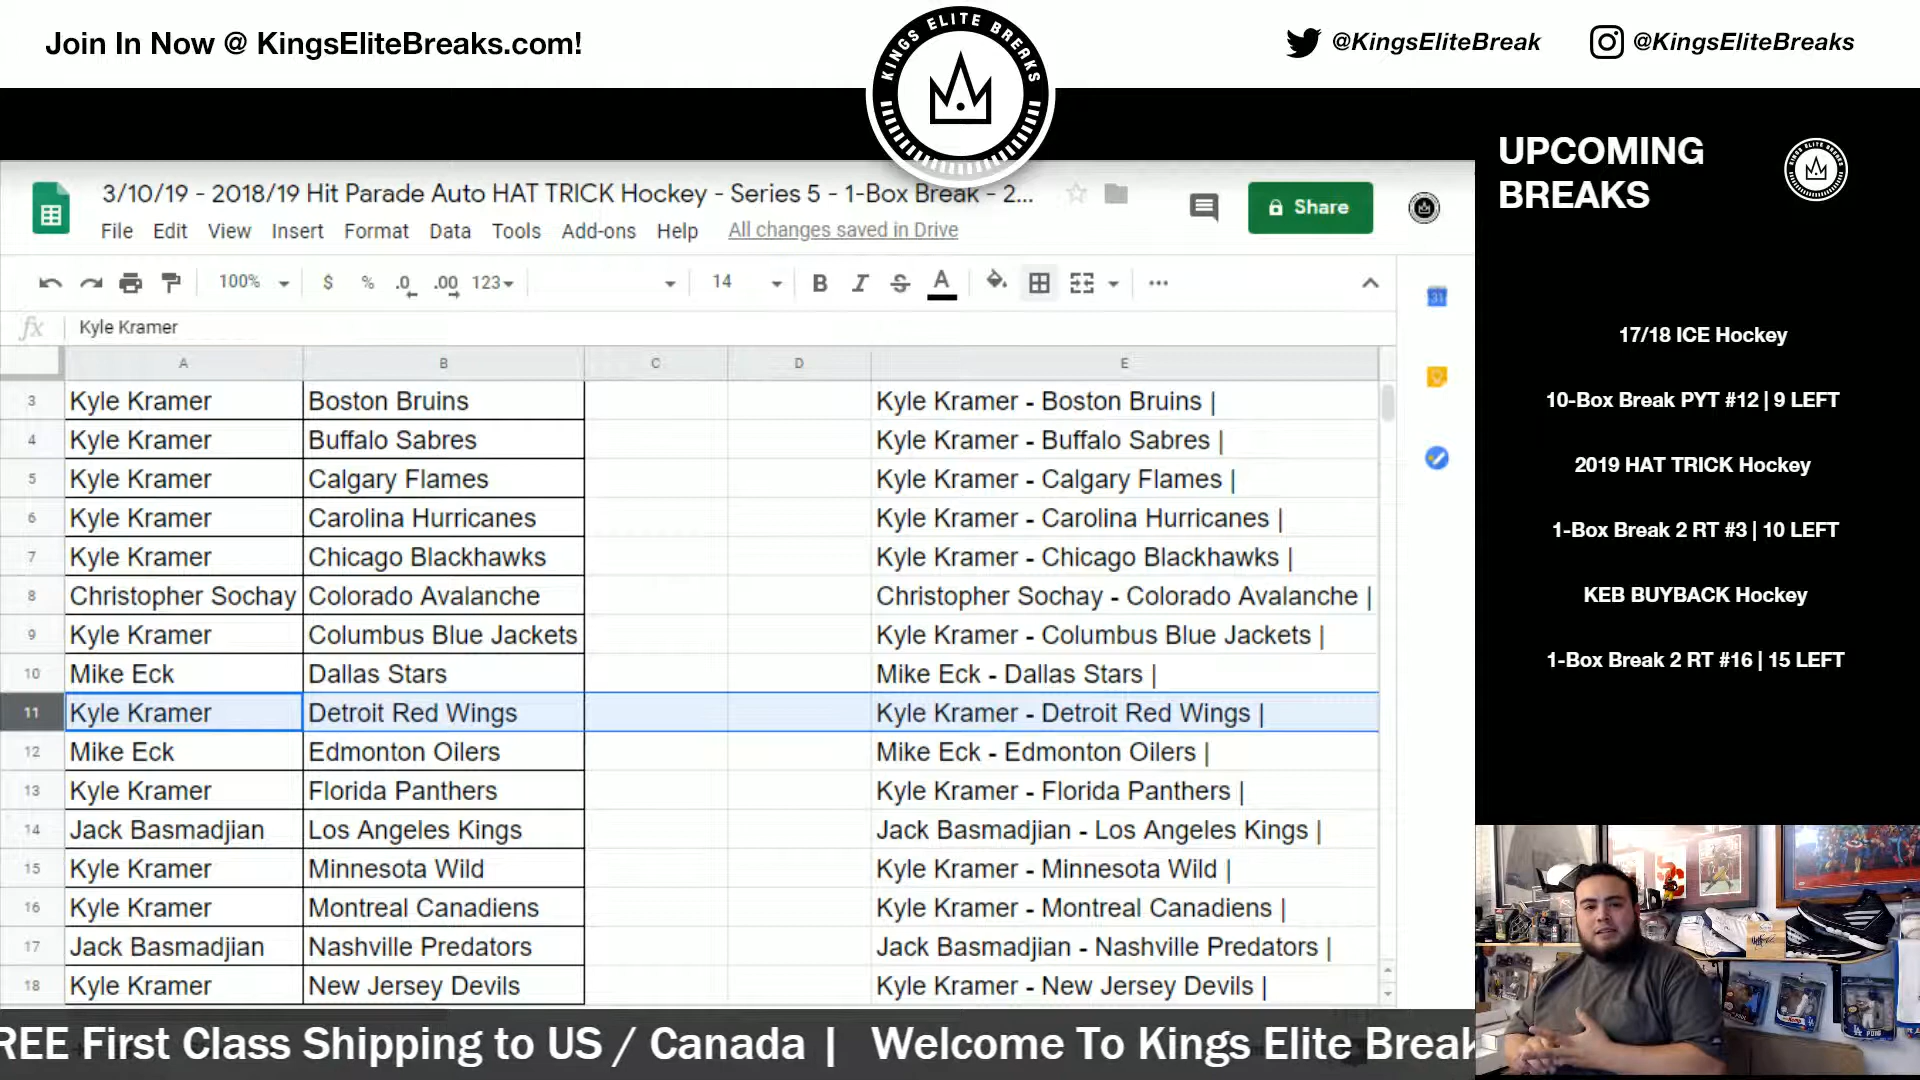 Join In Now @ KingsEliteBreaks.com!
KINGS ELITE BREAKS
@KingsEliteBreak
@KingsEliteBreaks
UPCOMING
BREAKS
3/10/19 - 2018/19 Hit Parade Auto HAT TRICK Hockey - Series 5 - 1-Box Break - 2...
Share
File Edit View Insert Format Data Tools Add-ons Help All changes saved in Drive
100% $ % .0 .00 123 14 B I S A
fx Kyle Kramer
A B C D E
3 Kyle Kramer Boston Bruins Kyle Kramer - Boston Bruins |
4 Kyle Kramer Buffalo Sabres Kyle Kramer - Buffalo Sabres |
5 Kyle Kramer Calgary Flames Kyle Kramer - Calgary Flames |
6 Kyle Kramer Carolina Hurricanes Kyle Kramer - Carolina Hurricanes |
7 Kyle Kramer Chicago Blackhawks Kyle Kramer - Chicago Blackhawks |
8 Christopher Sochay Colorado Avalanche Christopher Sochay - Colorado Avalanche |
9 Kyle Kramer Columbus Blue Jackets Kyle Kramer - Columbus Blue Jackets |
10 Mike Eck Dallas Stars Mike Eck - Dallas Stars |
11 Kyle Kramer Detroit Red Wings Kyle Kramer - Detroit Red Wings |
12 Mike Eck Edmonton Oilers Mike Eck - Edmonton Oilers |
13 Kyle Kramer Florida Panthers Kyle Kramer - Florida Panthers |
14 Jack Basmadjian Los Angeles Kings Jack Basmadjian - Los Angeles Kings |
15 Kyle Kramer Minnesota Wild Kyle Kramer - Minnesota Wild |
16 Kyle Kramer Montreal Canadiens Kyle Kramer - Montreal Canadiens |
17 Jack Basmadjian Nashville Predators Jack Basmadjian - Nashville Predators |
18 Kyle Kramer New Jersey Devils Kyle Kramer - New Jersey Devils |
31
17/18 ICE Hockey
10-Box Break PYT #12 | 9 LEFT
2019 HAT TRICK Hockey
1-Box Break 2 RT #3 | 10 LEFT
KEB BUYBACK Hockey
1-Box Break 2 RT #16 | 15 LEFT
REE First Class Shipping to US / Canada | Welcome To Kings Elite Break